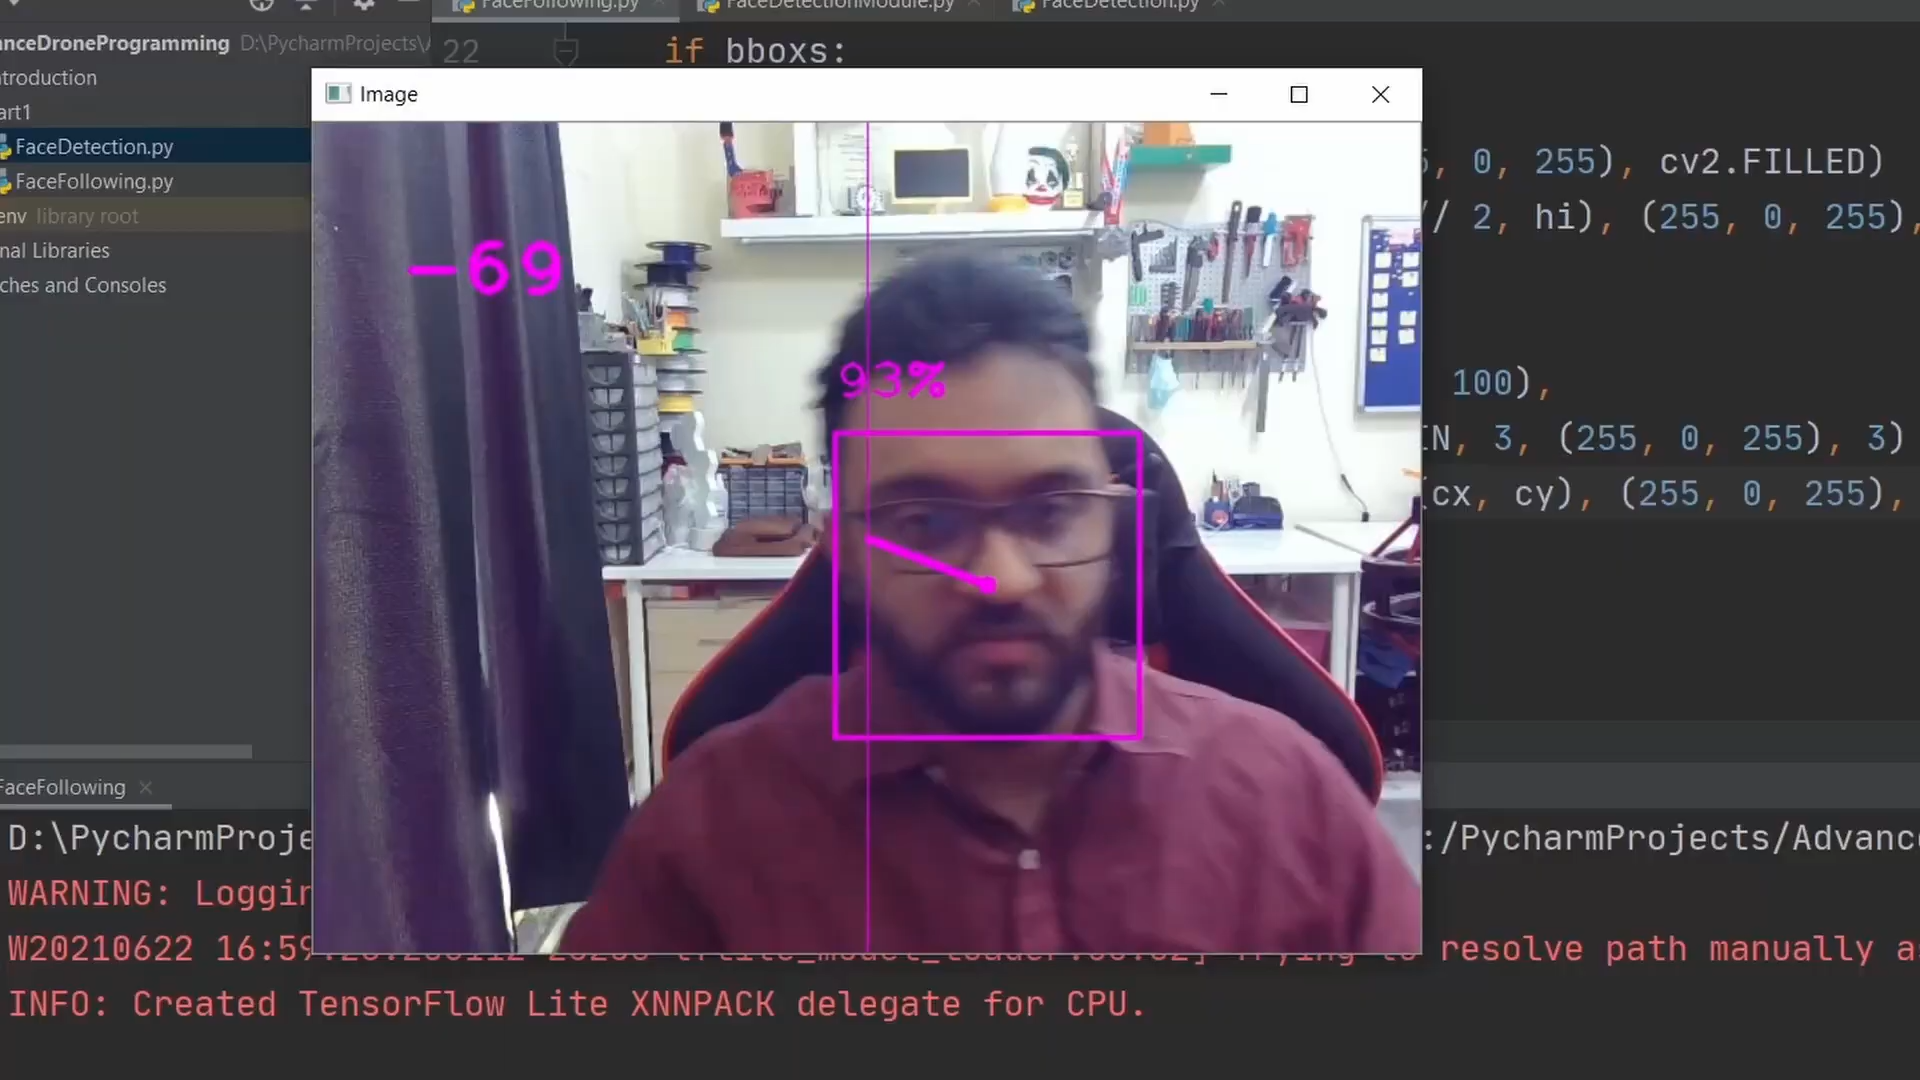 FaceFollowing.py
FaceDetectionModule.py
FaceDetection.py
anceDroneProgramming D:\PycharmProjects\
22 if bboxs:
Image
ntroduction
art1
FaceDetection.py
FaceFollowing.py
env library root
nal Libraries
ches and Consoles
, 0, 255), cv2.FILLED)
// 2, hi), (255, 0, 255),
-69
93%
100),
IN, 3, (255, 0, 255), 3)
(cx, cy), (255, 0, 255),
FaceFollowing
D:\PycharmProje
:/PycharmProjects/Advanc
WARNING: Loggin
W20210622 16:59
resolve path manually a
INFO: Created TensorFlow Lite XNNPACK delegate for CPU.